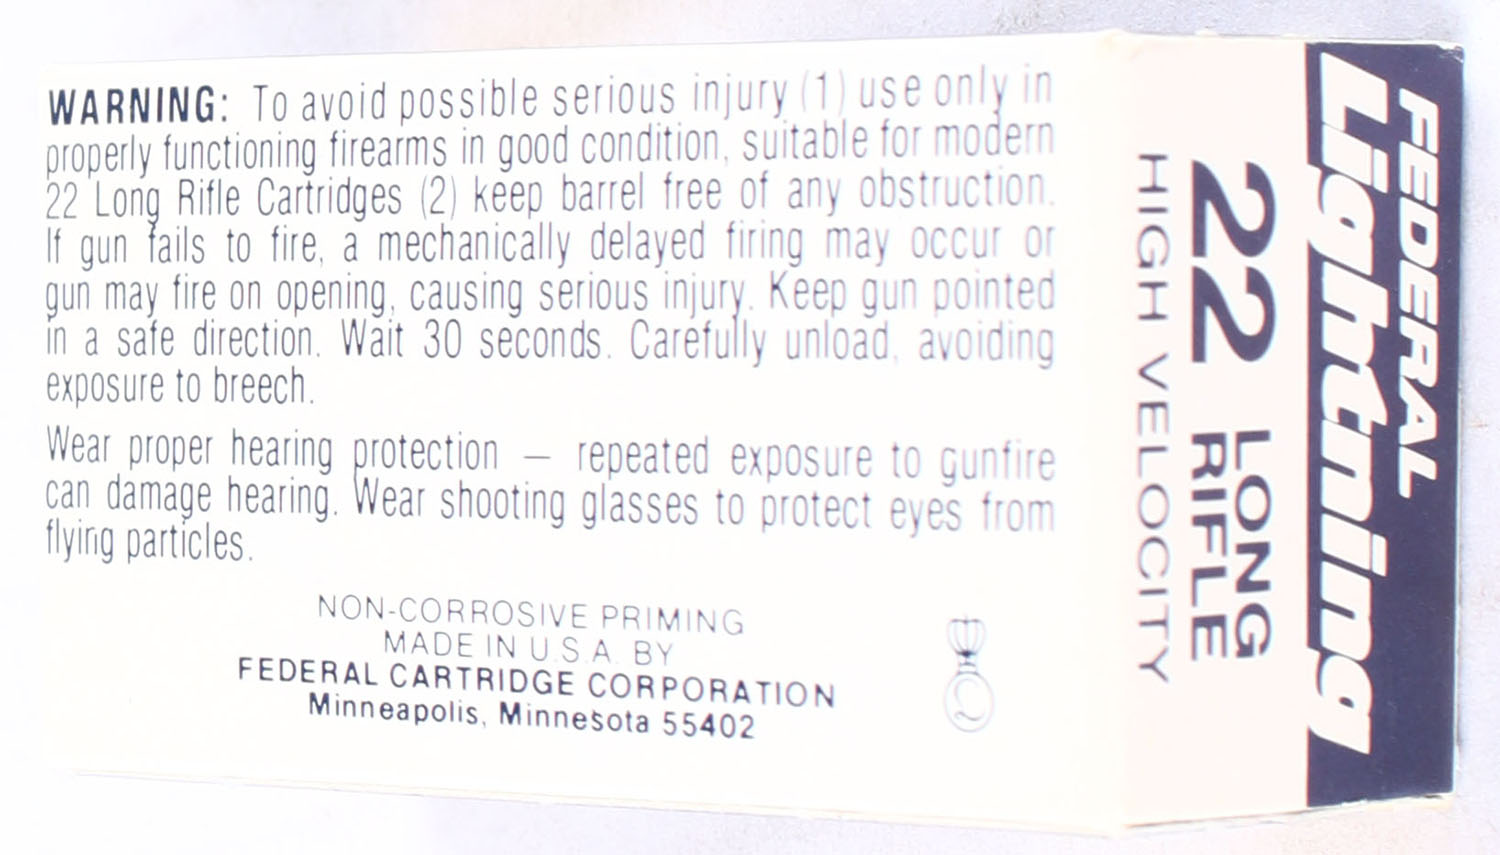 WARNING: To avoid possible serious injury (1) use only in
properly functioning firearms in good condition, suitable for modern
22 Long Rifle Cartridges (2) keep barrel free of any obstruction.
If gun fails to fire, a mechanically delayed firing may occur or
gun may fire on opening, causing serious injury. Keep gun pointed
in a safe direction. Wait 30 seconds. Carefully unload, avoiding
exposure to breech.
Wear proper hearing protection — repeated exposure to gunfire
can damage hearing. Wear shooting glasses to protect eyes from
flying particles.
NON-CORROSIVE PRIMING
MADE IN U.S.A. BY
FEDERAL CARTRIDGE CORPORATION
Minneapolis, Minnesota 55402
Q
FEDERAL
Lightning
22 LONG
RIFLE
HIGH VELOCITY